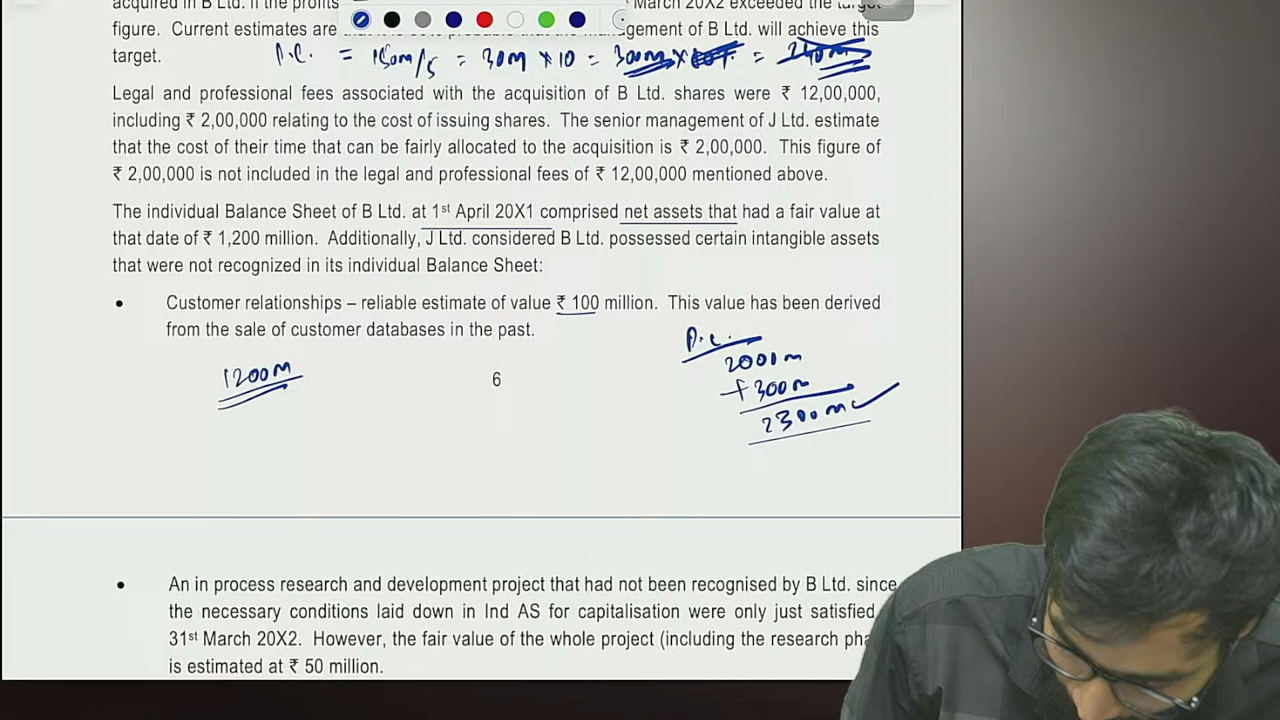 acquired in B Ltd. if the profits March 20X2 exceeded the target
figure. Current estimates are that it is 80% probable that the management of B Ltd. will achieve this
target.
P.C. = 150m/5 = 30m × 10 = 300m × 80% = 240m
Legal and professional fees associated with the acquisition of B Ltd. shares were ₹ 12,00,000,
including ₹ 2,00,000 relating to the cost of issuing shares. The senior management of J Ltd. estimate
that the cost of their time that can be fairly allocated to the acquisition is ₹ 2,00,000. This figure of
₹ 2,00,000 is not included in the legal and professional fees of ₹ 12,00,000 mentioned above.
The individual Balance Sheet of B Ltd. at 1st April 20X1 comprised net assets that had a fair value at
that date of ₹ 1,200 million. Additionally, J Ltd. considered B Ltd. possessed certain intangible assets
that were not recognized in its individual Balance Sheet:
• Customer relationships – reliable estimate of value ₹ 100 million. This value has been derived
from the sale of customer databases in the past.
P.C.
2000m
+300m
2300m
1200m
6
• An in process research and development project that had not been recognised by B Ltd. since
the necessary conditions laid down in Ind AS for capitalisation were only just satisfied
31st March 20X2. However, the fair value of the whole project (including the research pha
is estimated at ₹ 50 million.